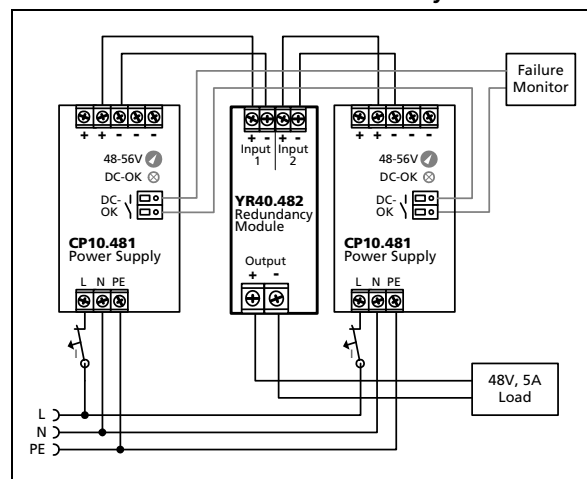 Failure
Monitor
+ + - - -
+ - + -
Input 1
Input 2
+ + - - -
48-56V
DC-OK
DC-
OK
CP10.481
Power Supply
L N PE
YR40.482
Redundancy
Module
Output
+ -
48-56V
DC-OK
DC-
OK
CP10.481
Power Supply
L N PE
I
I
48V, 5A
Load
L
N
PE